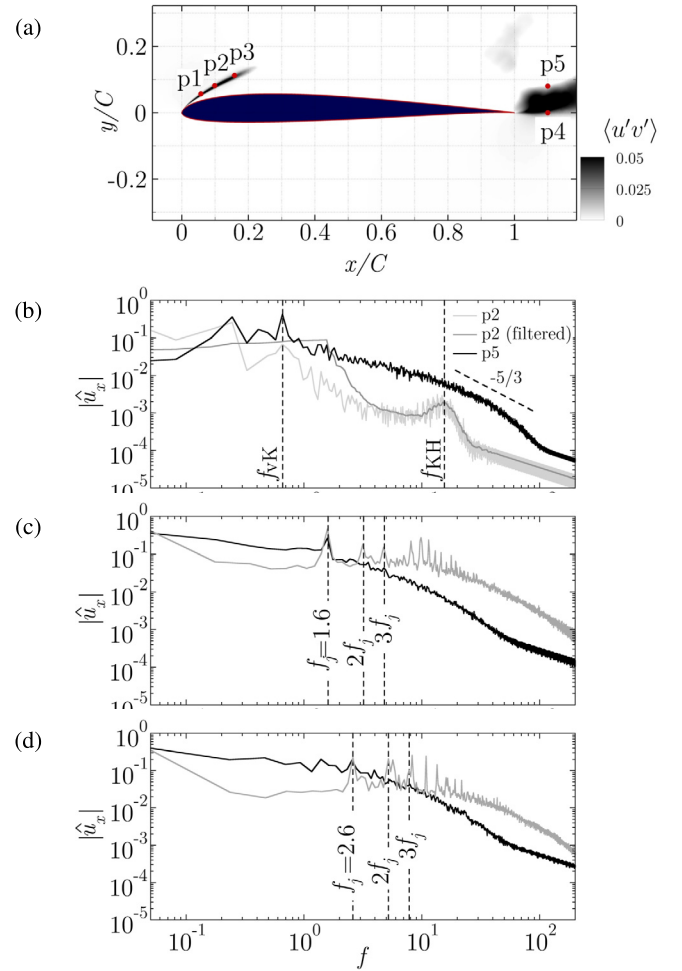 (a)
0.2
0
-0.2
y/C
p1
p2
p3
p5
p4
⟨u′v′⟩
0.05
0.025
0
0
0.2
0.4
0.6
0.8
1
x/C
(b)
10^0
10^-1
10^-2
10^-3
10^-4
10^-5
|û_x|
p2
p2 (filtered)
p5
-5/3
f_vK
f_KH
(c)
10^0
10^-1
10^-2
10^-3
10^-4
10^-5
|û_x|
f_j=1.6
2f_j
3f_j
(d)
10^0
10^-1
10^-2
10^-3
10^-4
10^-5
|û_x|
f_j=2.6
2f_j
3f_j
10^-1
10^0
10^1
10^2
f